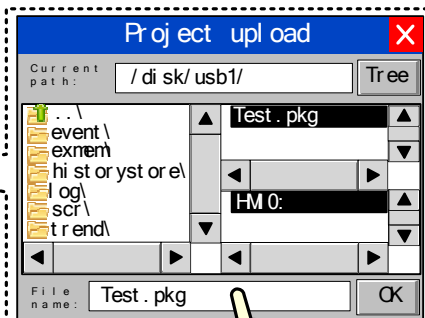 Project upload
Current path: /disk/usb1/ Tree
..\
event\
exmem\
historystore\
log\
scr\
trend\
Test.pkg
HMI0:
File name: Test.pkg OK